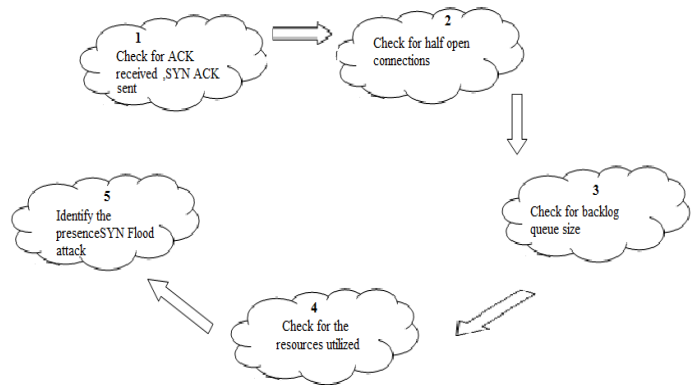 1
Check for ACK
received ,SYN ACK
sent
2
Check for half open
connections
3
Check for backlog
queue size
4
Check for the
resources utilized
5
Identify the
presenceSYN Flood
attack